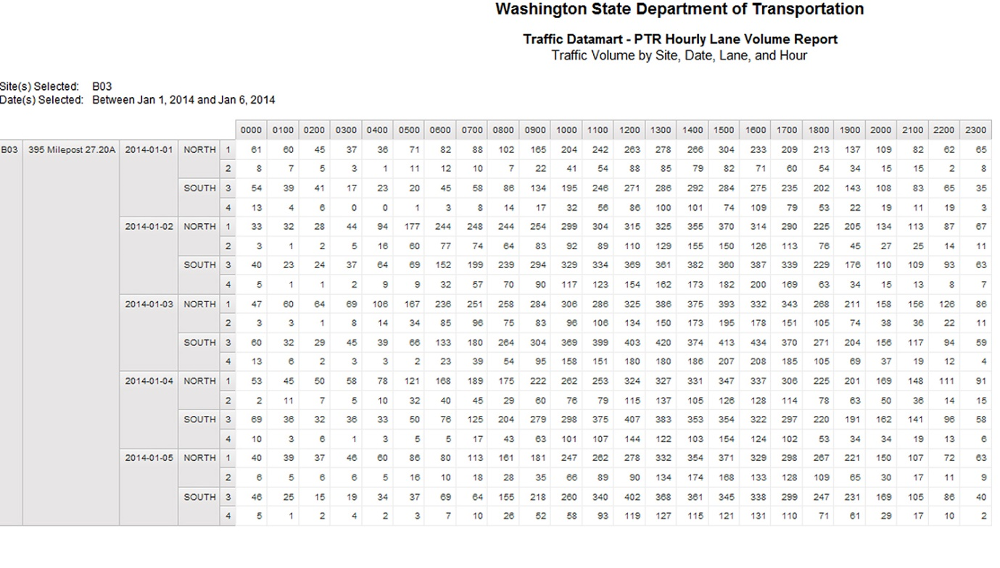 Washington State Department of Transportation
Traffic Datamart - PTR Hourly Lane Volume Report
Traffic Volume by Site, Date, Lane, and Hour
Site(s) Selected: B03
Date(s) Selected: Between Jan 1, 2014 and Jan 6, 2014
0000 0100 0200 0300 0400 0500 0600 0700 0800 0900 1000 1100 1200 1300 1400 1500 1600 1700 1800 1900 2000 2100 2200 2300
B03 395 Milepost 27.20A 2014-01-01 NORTH 1 61 60 45 37 36 71 82 88 102 165 204 242 263 278 266 304 233 209 213 137 109 82 62 65
2 8 7 5 3 1 11 12 10 7 22 41 54 88 85 79 82 71 60 54 34 15 15 2 8
SOUTH 3 54 39 41 17 23 20 45 58 86 134 195 246 271 286 292 284 275 235 202 143 108 83 65 35
4 13 4 6 0 0 1 3 8 14 17 32 56 86 100 101 74 109 79 53 22 19 11 19 3
2014-01-02 NORTH 1 33 32 28 44 94 177 244 248 244 254 299 304 315 325 355 370 314 290 225 205 134 113 87 67
2 3 1 2 5 16 60 77 74 64 83 92 89 110 129 155 150 126 113 76 45 27 25 14 11
SOUTH 3 40 23 24 37 64 69 152 199 239 294 329 334 369 361 382 360 387 339 229 176 110 109 93 63
4 5 1 1 2 9 9 32 57 70 90 117 123 154 162 173 182 200 169 63 34 15 13 8 7
2014-01-03 NORTH 1 47 60 64 69 106 167 236 251 258 284 306 286 325 386 375 393 332 343 268 211 158 156 126 86
2 3 3 1 8 14 34 85 96 75 83 96 106 134 150 173 195 178 151 105 74 38 36 22 11
SOUTH 3 60 32 29 45 39 66 133 180 264 304 369 399 403 420 374 413 434 370 271 204 156 117 94 59
4 13 6 2 3 3 2 23 39 54 95 158 151 180 180 186 207 208 185 105 69 37 19 12 4
2014-01-04 NORTH 1 53 45 50 58 78 121 168 189 175 222 262 253 324 327 331 347 337 306 225 201 169 148 111 91
2 2 11 7 5 10 32 40 45 29 60 76 79 115 137 105 126 128 114 78 63 50 36 14 15
SOUTH 3 69 36 32 36 33 50 76 125 204 279 298 375 407 383 353 354 322 297 220 191 162 141 96 58
4 10 3 6 1 3 5 5 17 43 63 101 107 144 122 103 154 124 102 53 34 34 19 13 6
2014-01-05 NORTH 1 40 39 37 46 60 86 80 113 161 181 247 262 278 332 354 371 329 298 267 221 150 107 72 63
2 6 5 6 6 5 16 10 18 28 35 66 89 90 134 174 168 133 128 109 65 30 17 11 9
SOUTH 3 46 25 15 19 34 37 69 64 155 218 260 340 402 368 361 345 338 299 247 231 169 105 86 40
4 5 1 2 4 2 3 7 10 26 52 58 93 119 127 115 121 131 110 71 61 29 17 10 2